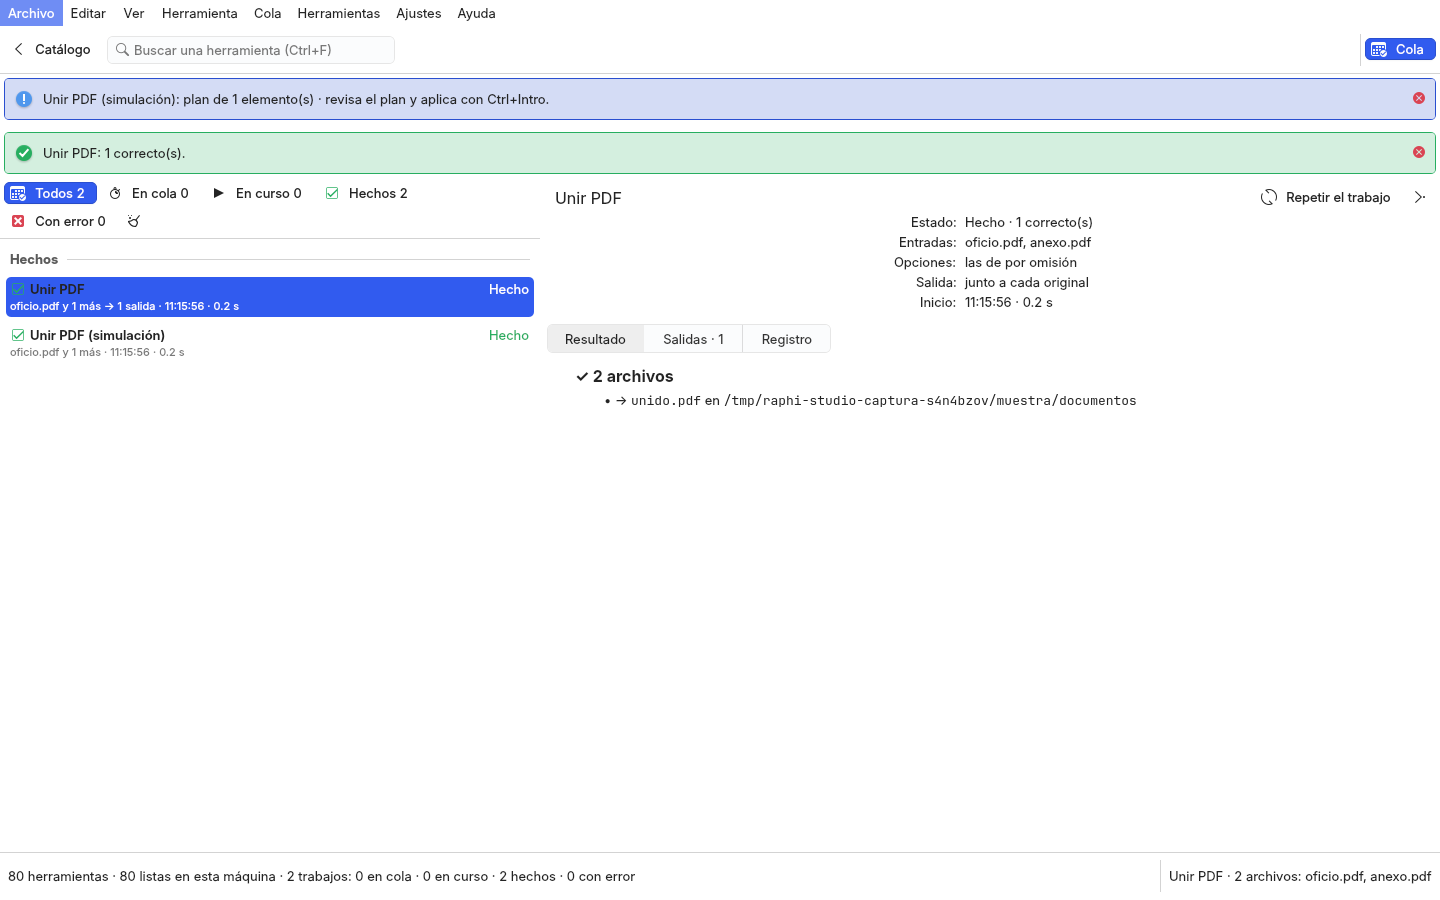 Archivo Editar Ver Herramienta Cola Herramientas Ajustes Ayuda
Catálogo Buscar una herramienta (Ctrl+F) Cola
Unir PDF (simulación): plan de 1 elemento(s) · revisa el plan y aplica con Ctrl+Intro.
Unir PDF: 1 correcto(s).
Todos 2 En cola 0 En curso 0 Hechos 2
Con error 0
Hechos
Unir PDF Hecho
oficio.pdf y 1 más → 1 salida · 11:15:56 · 0.2 s
Unir PDF (simulación) Hecho
oficio.pdf y 1 más · 11:15:56 · 0.2 s
Unir PDF Repetir el trabajo
Estado: Hecho · 1 correcto(s)
Entradas: oficio.pdf, anexo.pdf
Opciones: las de por omisión
Salida: junto a cada original
Inicio: 11:15:56 · 0.2 s
Resultado Salidas · 1 Registro
✓ 2 archivos
• → unido.pdf en /tmp/raphi-studio-captura-s4n4bzov/muestra/documentos
80 herramientas · 80 listas en esta máquina · 2 trabajos: 0 en cola · 0 en curso · 2 hechos · 0 con error
Unir PDF · 2 archivos: oficio.pdf, anexo.pdf